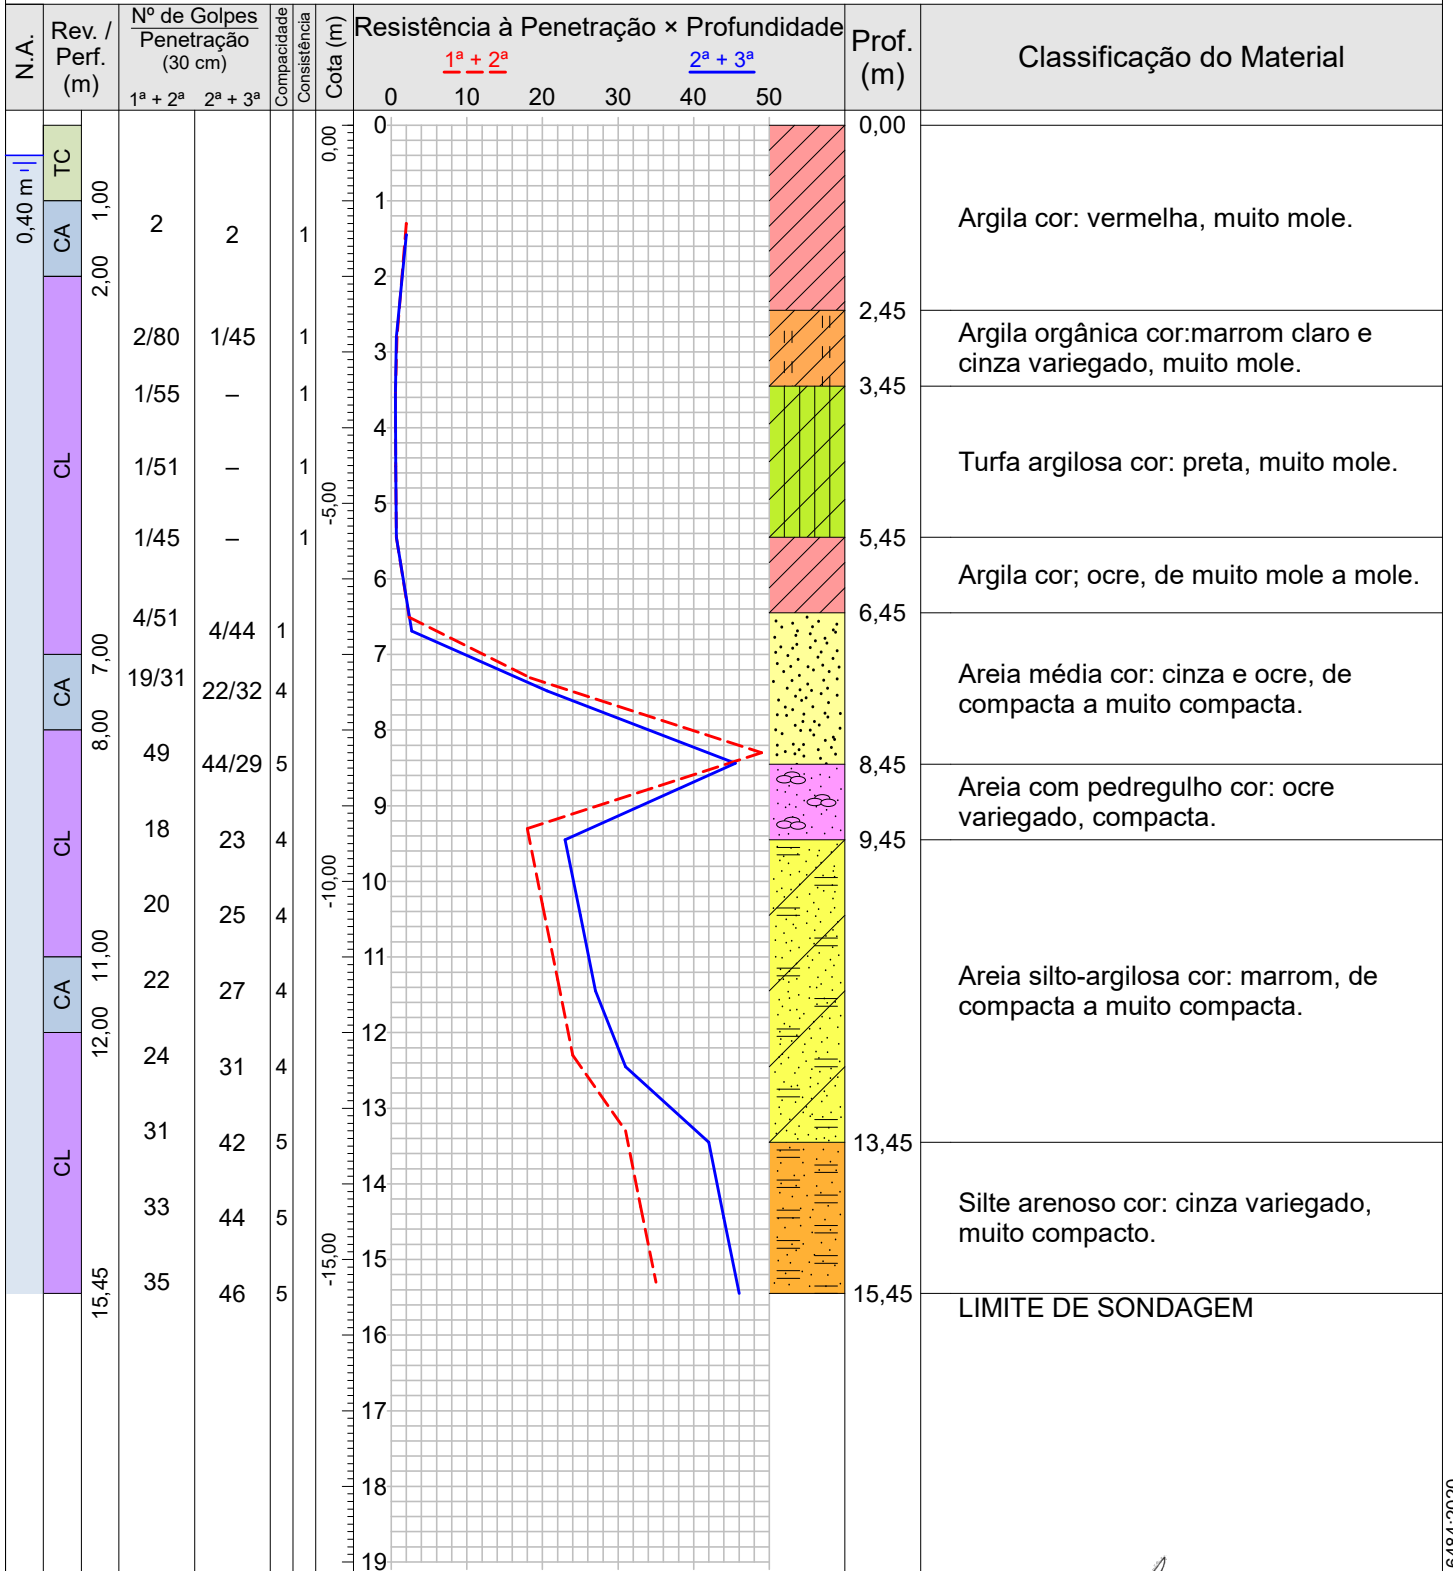 N.A.
Rev. /
Perf.
(m)
Nº de Golpes
Penetração
(30 cm)
1ª + 2ª 2ª + 3ª
Compacidade
Consistência
Cota (m)
Resistência à Penetração × Profundidade
1ª + 2ª 2ª + 3ª
0 10 20 30 40 50
Prof.
(m)
Classificação do Material
0,40 m
TC
CA
CL
CA
CL
CA
CL
1,00
2,00
7,00
8,00
11,00
12,00
15,45
2 2 1
2/80 1/45 1
1/55 – 1
1/51 – 1
1/45 – 1
4/51 4/44 1
19/31 22/32 4
49 44/29 5
18 23 4
20 25 4
22 27 4
24 31 4
31 42 5
33 44 5
35 46 5
0,00
-5,00
-10,00
-15,00
0
1
2
3
4
5
6
7
8
9
10
11
12
13
14
15
16
17
18
19
0,00
Argila cor: vermelha, muito mole.
2,45
Argila orgânica cor:marrom claro e
cinza variegado, muito mole.
3,45
Turfa argilosa cor: preta, muito mole.
5,45
Argila cor; ocre, de muito mole a mole.
6,45
Areia média cor: cinza e ocre, de
compacta a muito compacta.
8,45
Areia com pedregulho cor: ocre
variegado, compacta.
9,45
Areia silto-argilosa cor: marrom, de
compacta a muito compacta.
13,45
Silte arenoso cor: cinza variegado,
muito compacto.
15,45
LIMITE DE SONDAGEM
6484:2020